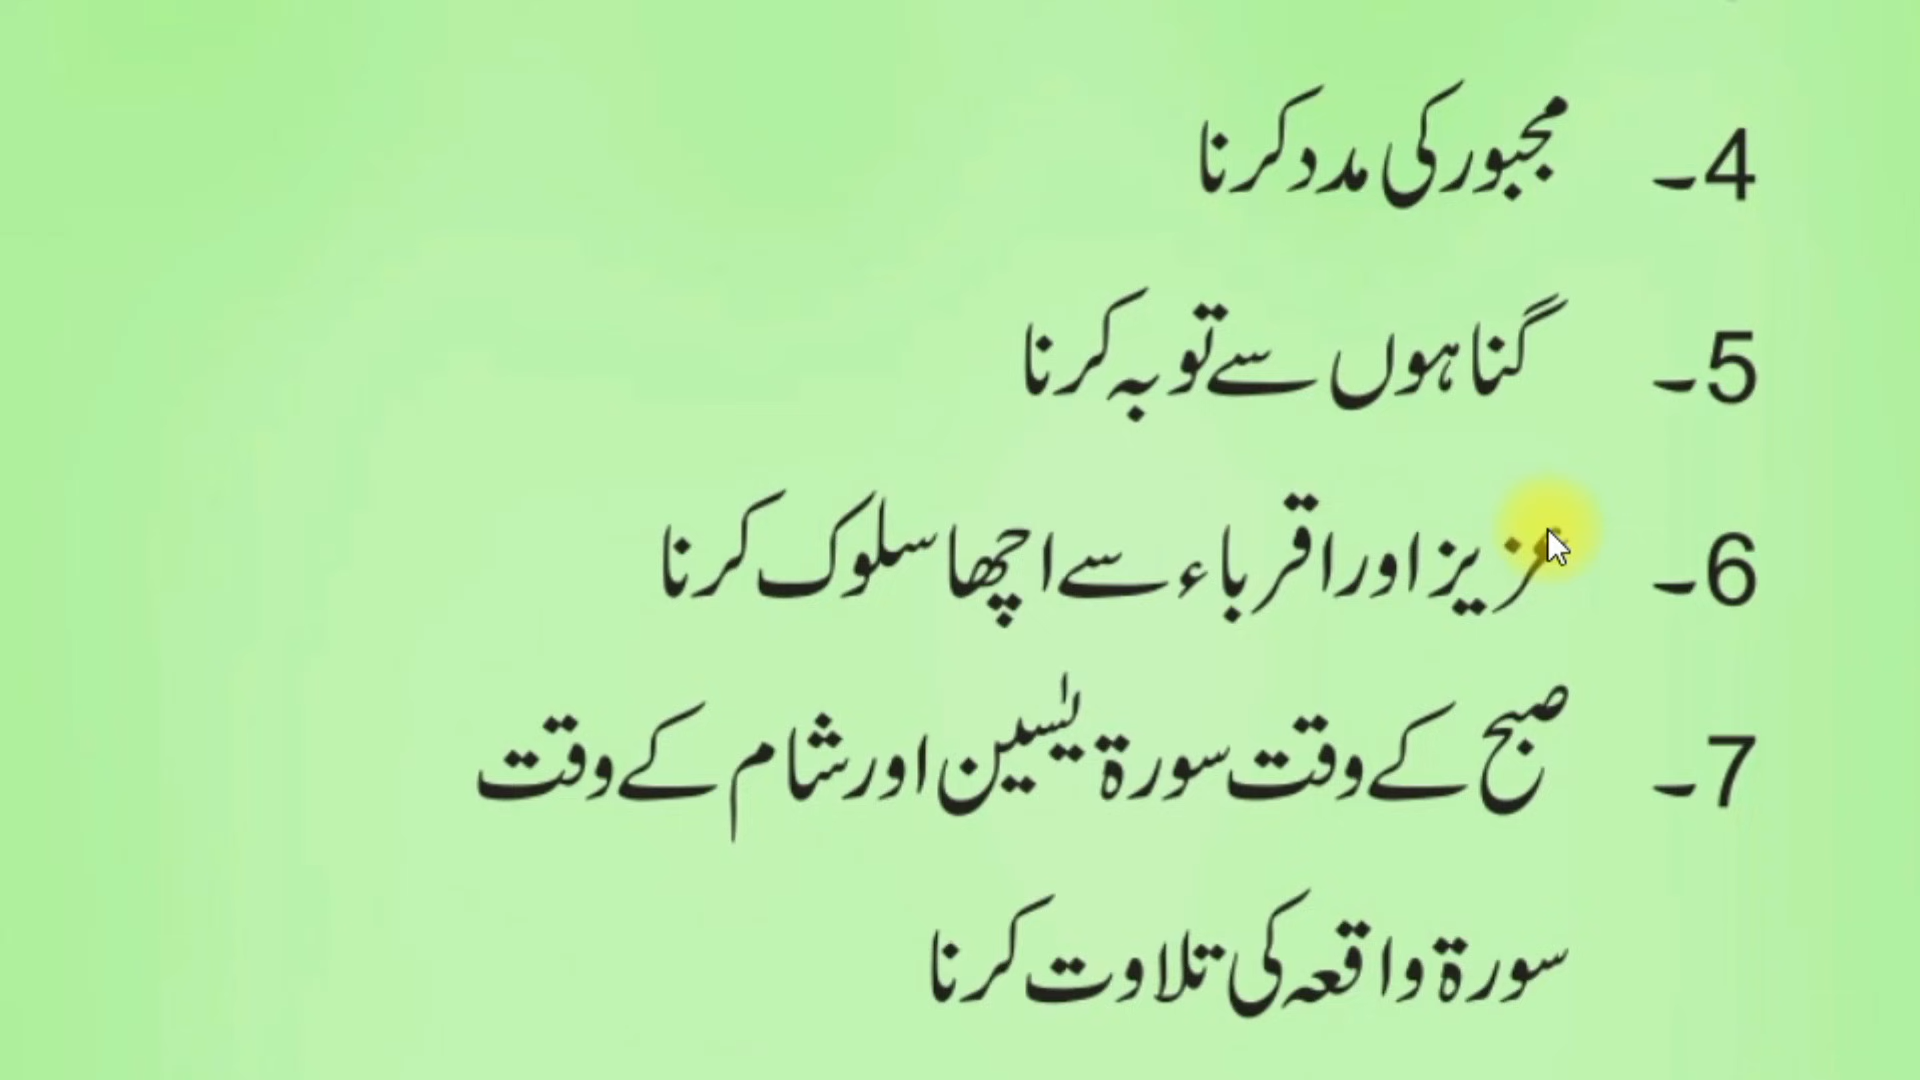 4۔ مجبور کی مدد کرنا
5۔ گناہوں سے توبہ کرنا
6۔ عزیز اور اقرباء سے اچھا سلوک کرنا
7۔ صبح کے وقت سورۃ یٰسین اور شام کے وقت
سورۃ واقعہ کی تلاوت کرنا